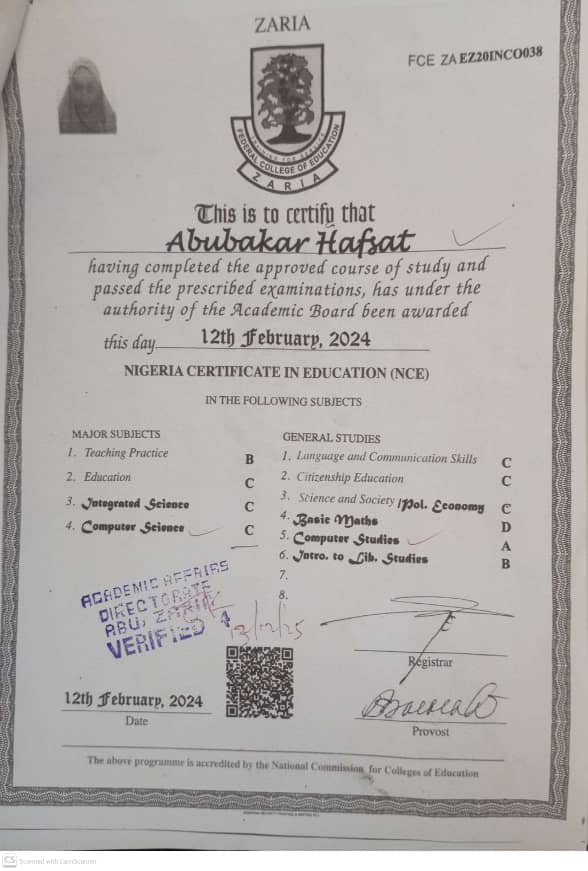 ZARIA
FCE ZA EZ20INCO038
TRAINING FOR SERVICE
FEDERAL COLLEGE OF EDUCATION
ZARIA
This is to certify that
Abubakar Hafsat
having completed the approved course of study and
passed the prescribed examinations, has under the
authority of the Academic Board been awarded
this day 12th February, 2024
NIGERIA CERTIFICATE IN EDUCATION (NCE)
IN THE FOLLOWING SUBJECTS
MAJOR SUBJECTS
1. Teaching Practice B
2. Education C
3. Integrated Science C
4. Computer Science C
GENERAL STUDIES
1. Language and Communication Skills C
2. Citizenship Education C
3. Science and Society /Pol. Economy C
4. Basic Maths D
5. Computer Studies A
6. Intro. to Lib. Studies B
7.
8.
ACADEMIC AFFAIRS
DIRECTORATE
ABU, ZARIA
VERIFIED 4
13/02/25
Registrar
12th February, 2024
Date
Provost
The above programme is accredited by the National Commission for Colleges of Education
CS Scanned with CamScanner